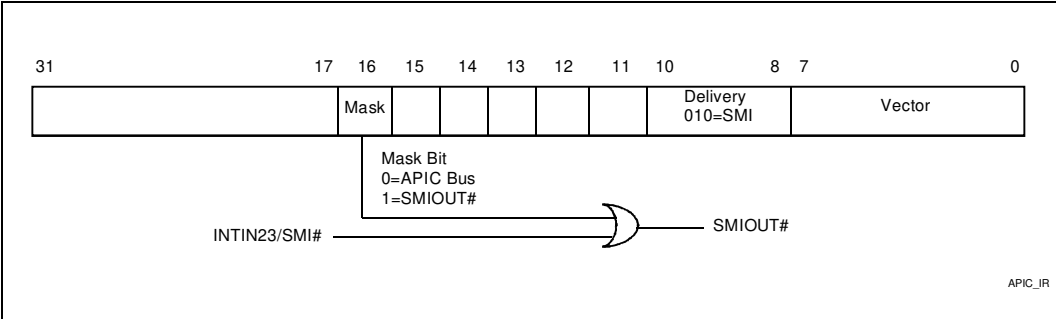 31 17 16 15 14 13 12 11 10 8 7 0
Mask
Delivery
010=SMI
Vector
Mask Bit
0=APIC Bus
1=SMIOUT#
INTIN23/SMI#
SMIOUT#
APIC_IR